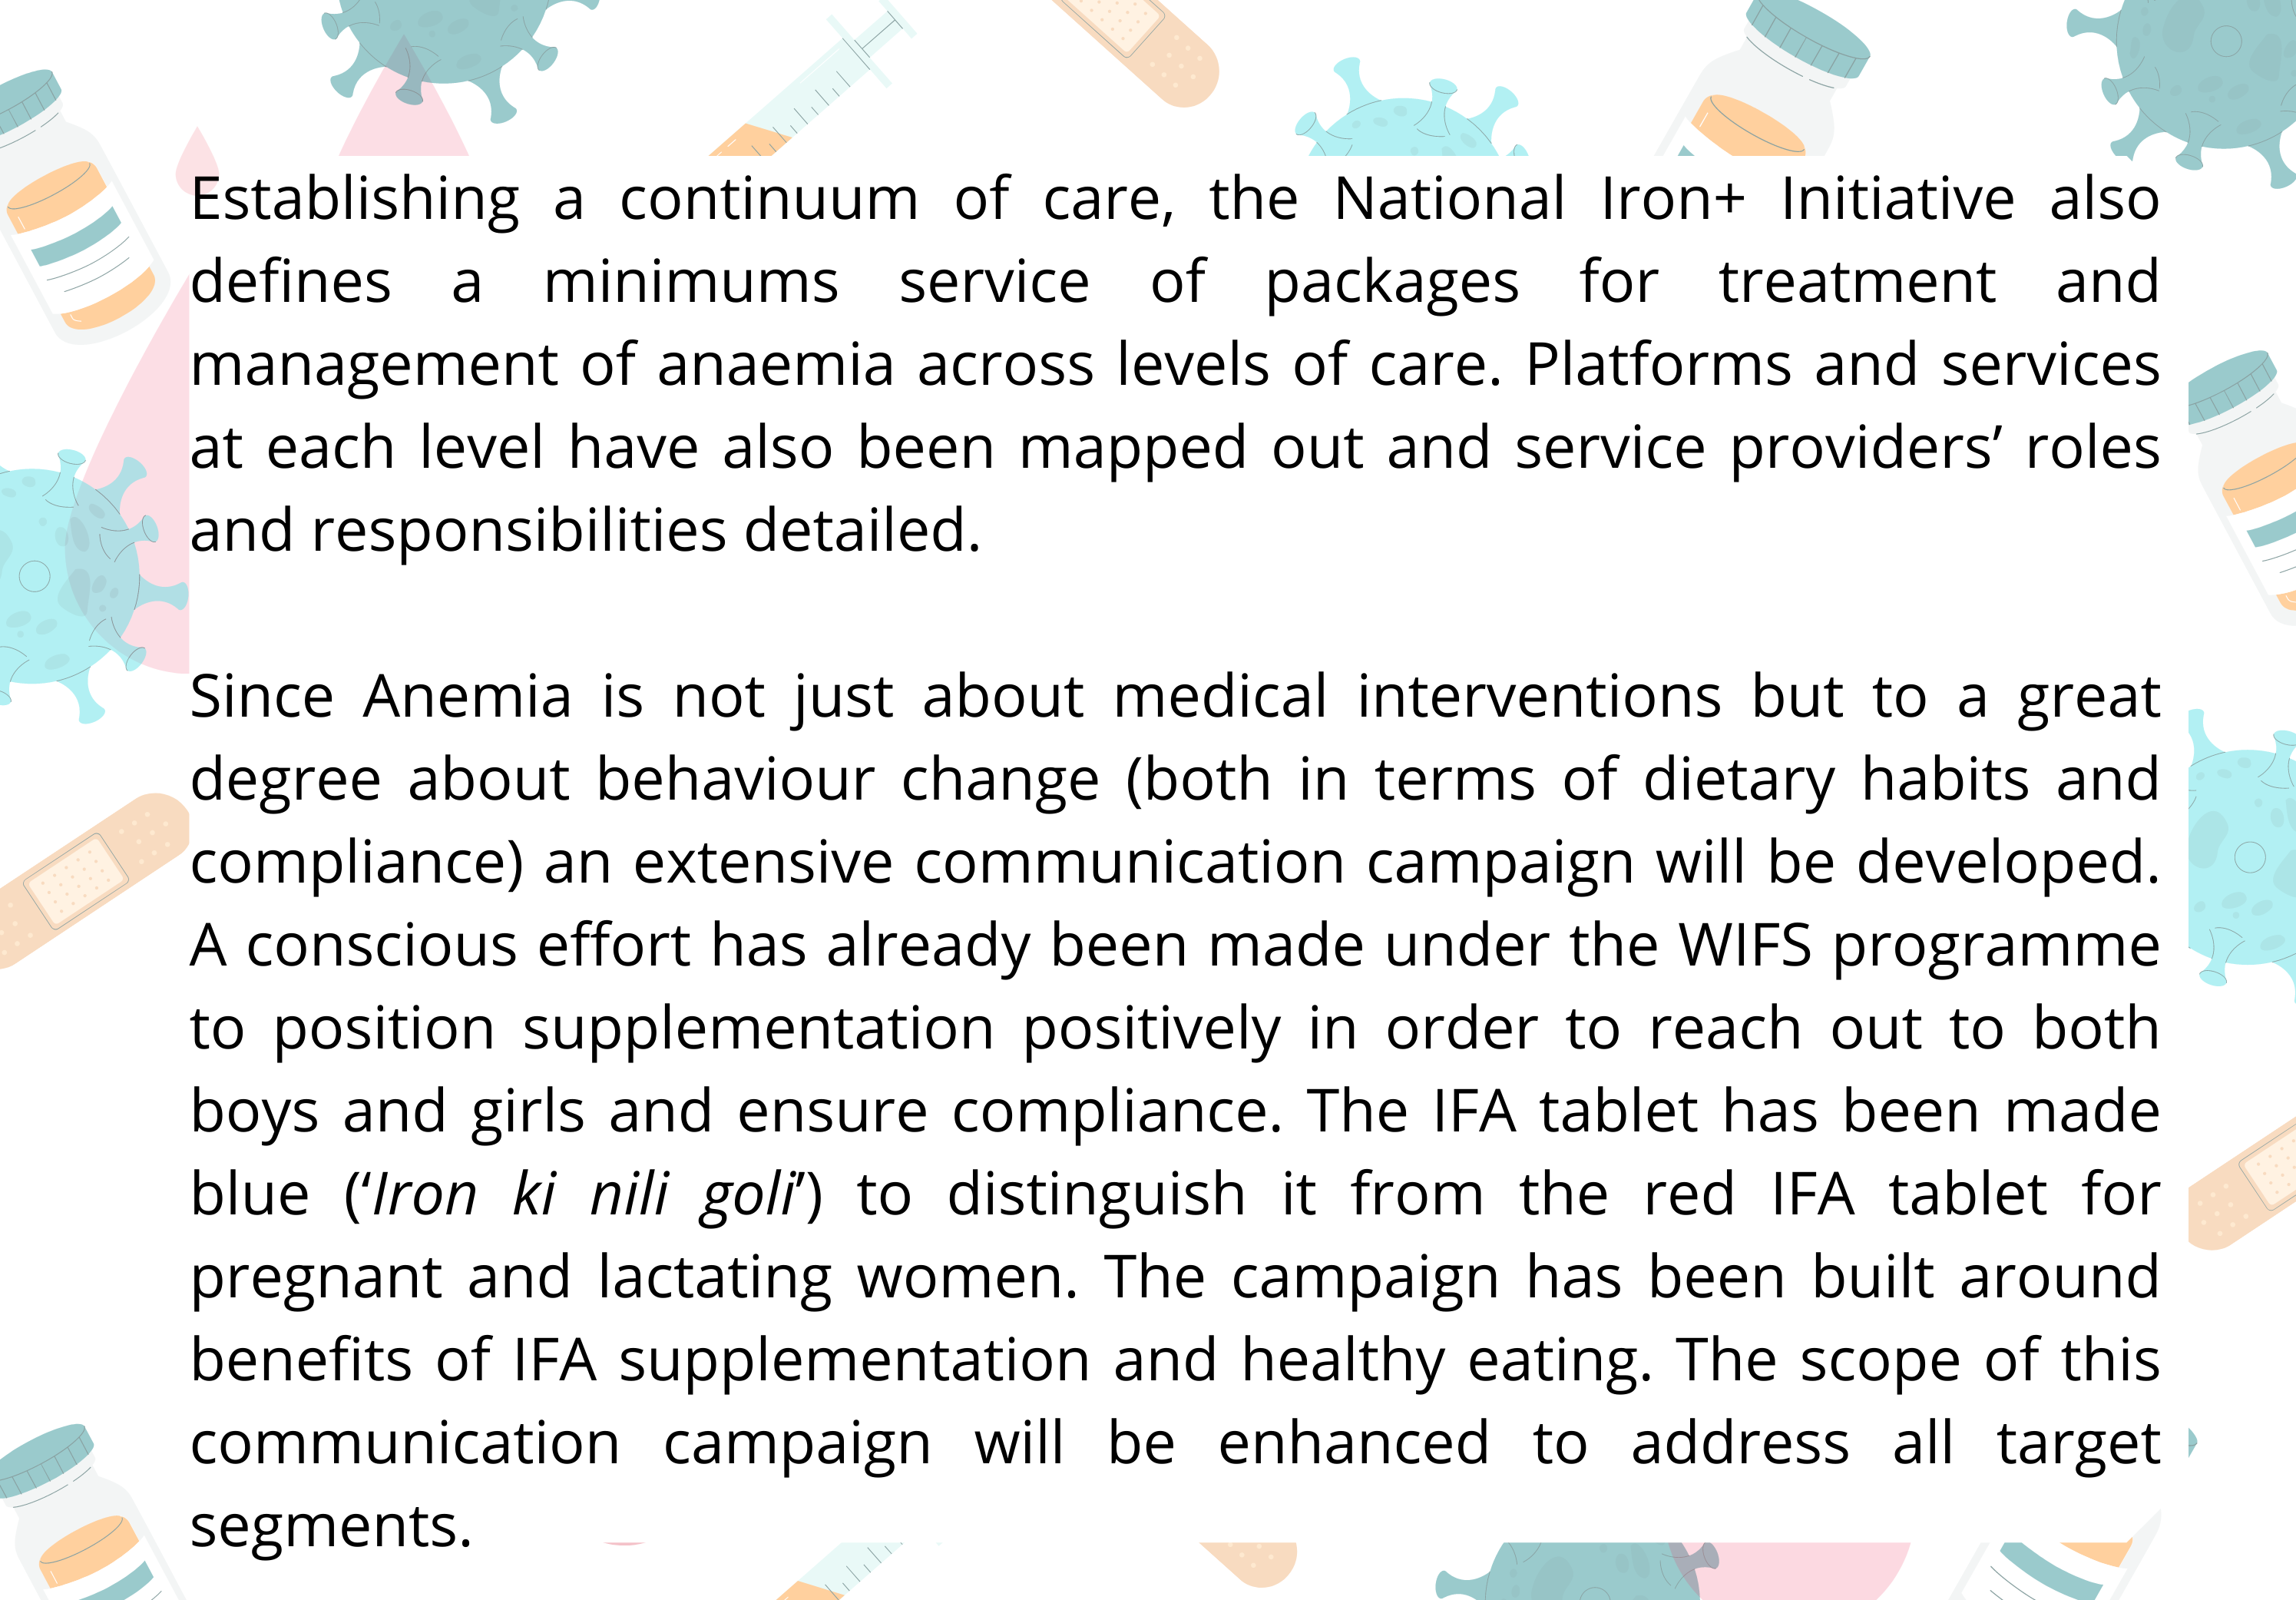 Establishing a continuum of care, the National Iron+ Initiative also
defines a minimums service of packages for treatment and
management of anaemia across levels of care. Platforms and services
at each level have also been mapped out and service providers’ roles
and responsibilities detailed.
Since Anemia is not just about medical interventions but to a great
degree about behaviour change (both in terms of dietary habits and
compliance) an extensive communication campaign will be developed.
A conscious effort has already been made under the WIFS programme
to position supplementation positively in order to reach out to both
boys and girls and ensure compliance. The IFA tablet has been made
blue (‘Iron ki nili goli’) to distinguish it from the red IFA tablet for
pregnant and lactating women. The campaign has been built around
benefits of IFA supplementation and healthy eating. The scope of this
communication campaign will be enhanced to address all target
segments.